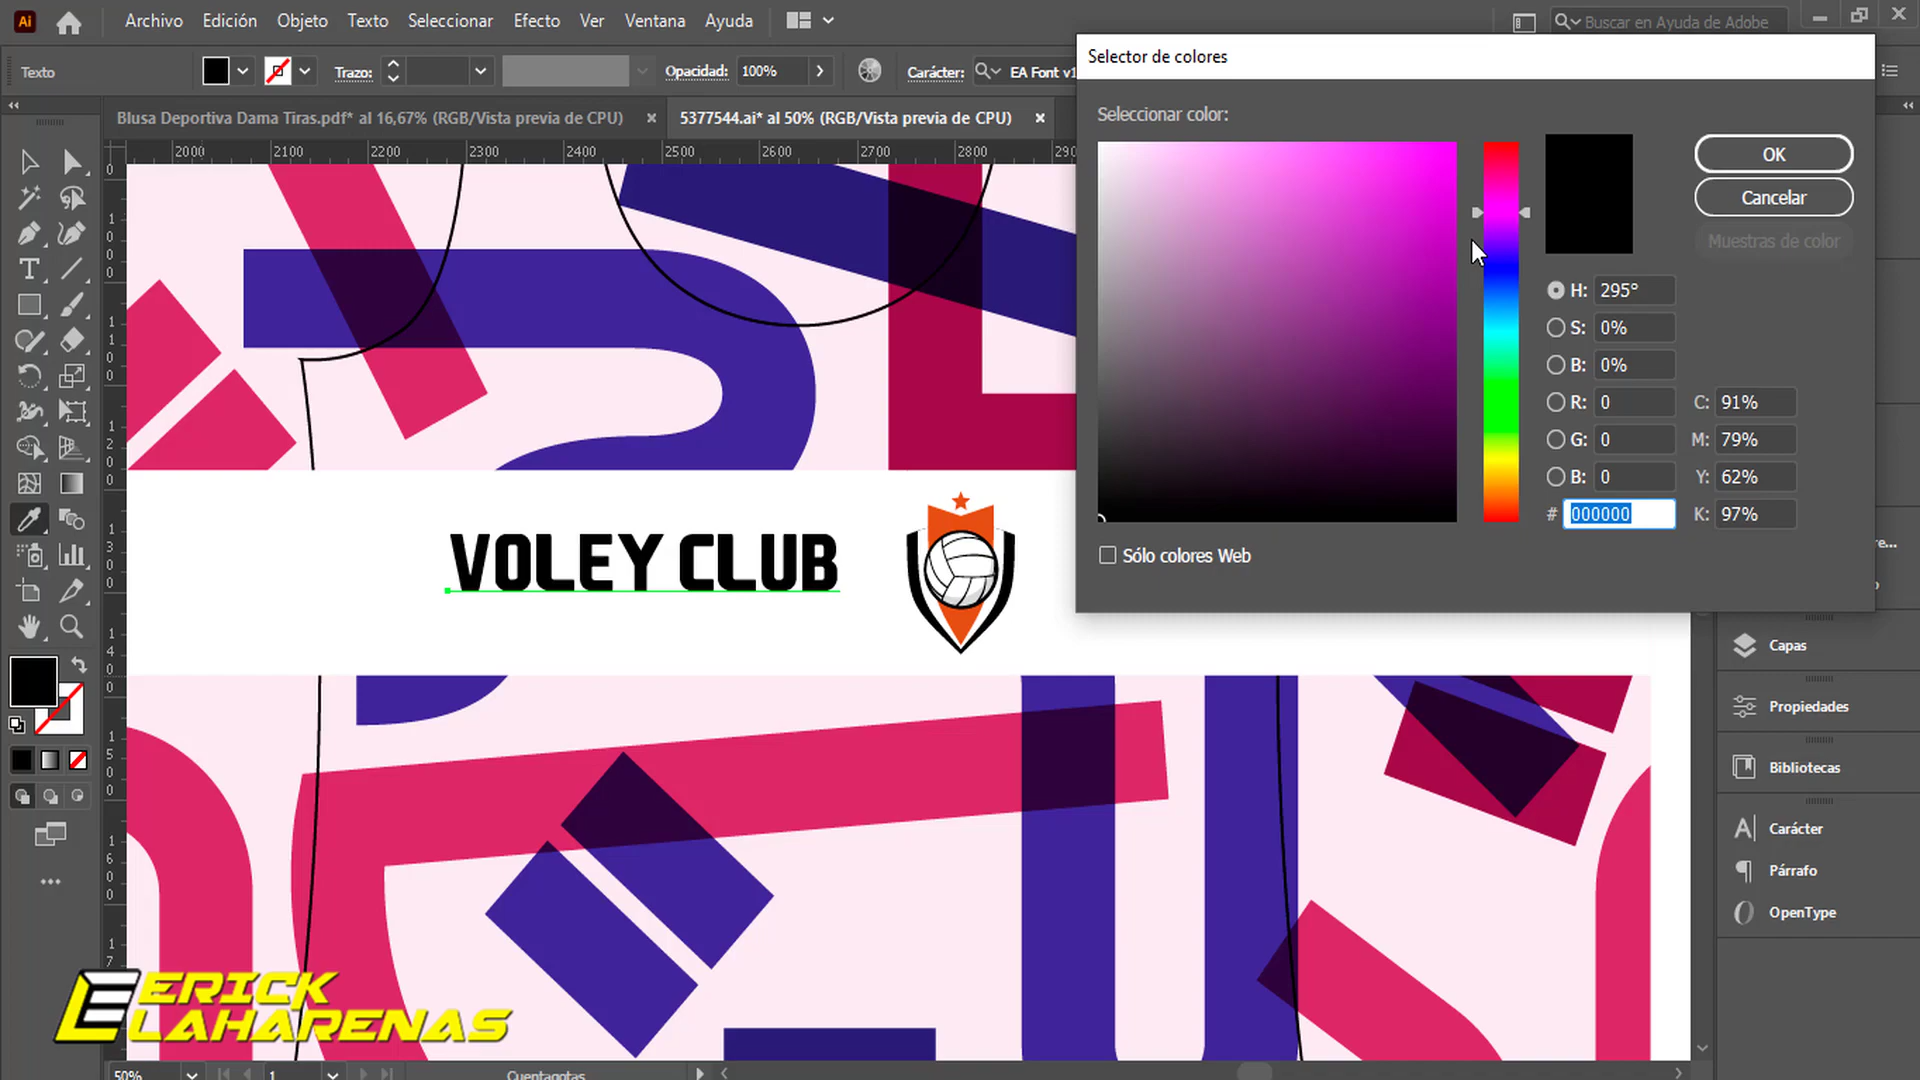 Ai
Archivo Edición Objeto Texto Seleccionar Efecto Ver Ventana Ayuda
Buscar en Ayuda de Adobe
Texto
Trazo:
Opacidad: 100%
Carácter: EA Font v1
Selector de colores
Blusa Deportiva Dama Tiras.pdf* al 16,67% (RGB/Vista previa de CPU)
5377544.ai* al 50% (RGB/Vista previa de CPU)
2000 2100 2200 2300 2400 2500 2600 2700 2800 290
Seleccionar color:
OK
Cancelar
Muestras de color
H: 295°
S: 0%
B: 0%
R: 0 C: 91%
G: 0 M: 79%
B: 0 Y: 62%
# 000000 K: 97%
Sólo colores Web
VOLEY CLUB
Capas
Propiedades
Bibliotecas
Carácter
Párrafo
OpenType
ERICK
LAHARENAS
50% 1 Cuentagotas